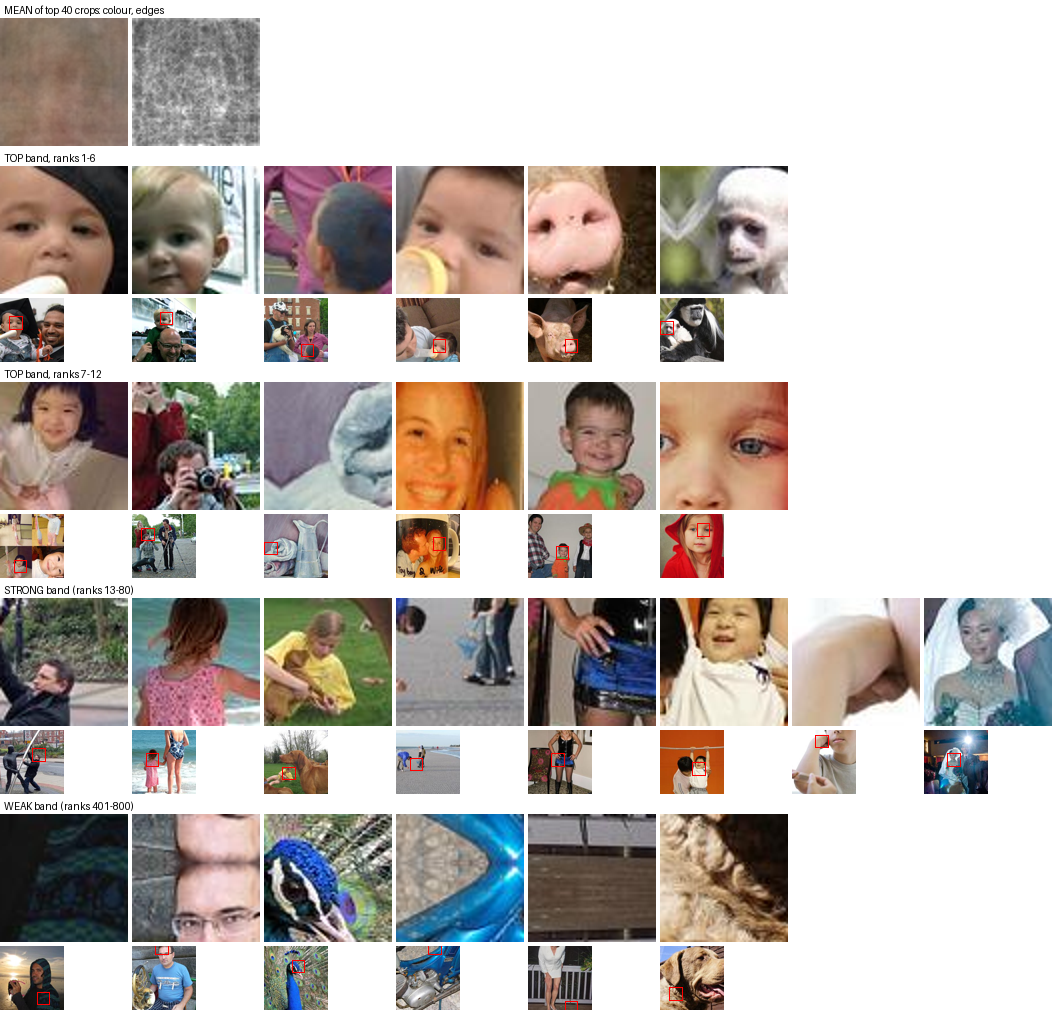 MEAN of top 40 crops: colour, edges
TOP band, ranks 1-6
TOP band, ranks 7-12
STRONG band (ranks 13-80)
WEAK band (ranks 401-800)